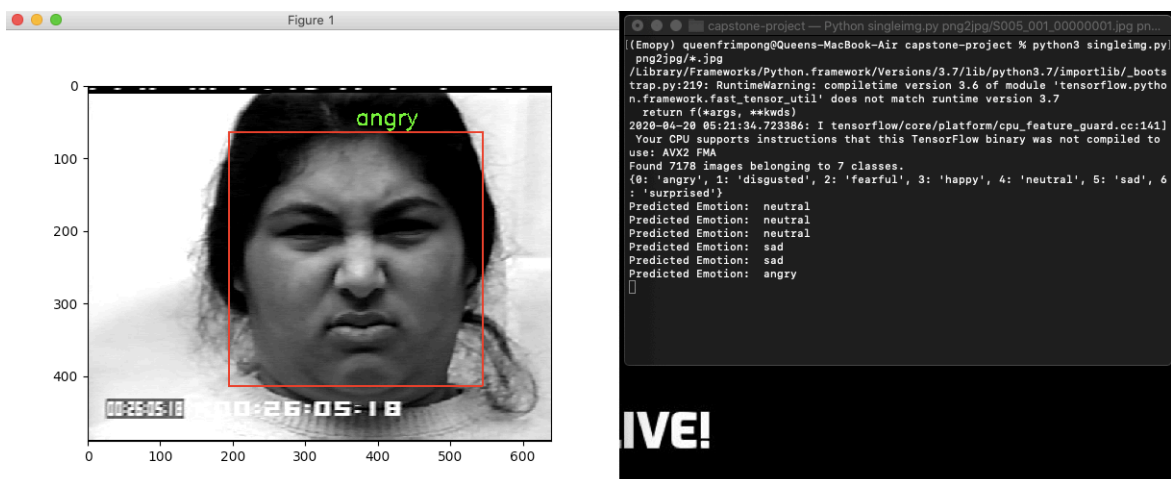 Figure 1
angry
0
100
200
300
400
0 100 200 300 400 500 600
00:26:05:18
00:26:05:18
capstone-project — Python singleimg.py png2jpg/S005_001_00000001.jpg pn...
[(Emopy) queenfrimpong@Queens-MacBook-Air capstone-project % python3 singleimg.py]
png2jpg/*.jpg
/Library/Frameworks/Python.framework/Versions/3.7/lib/python3.7/importlib/_boots
trap.py:219: RuntimeWarning: compiletime version 3.6 of module 'tensorflow.pytho
n.framework.fast_tensor_util' does not match runtime version 3.7
return f(*args, **kwds)
2020-04-20 05:21:34.723386: I tensorflow/core/platform/cpu_feature_guard.cc:141]
Your CPU supports instructions that this TensorFlow binary was not compiled to
use: AVX2 FMA
Found 7178 images belonging to 7 classes.
{0: 'angry', 1: 'disgusted', 2: 'fearful', 3: 'happy', 4: 'neutral', 5: 'sad', 6
: 'surprised'}
Predicted Emotion:  neutral
Predicted Emotion:  neutral
Predicted Emotion:  neutral
Predicted Emotion:  sad
Predicted Emotion:  sad
Predicted Emotion:  angry
LIVE!